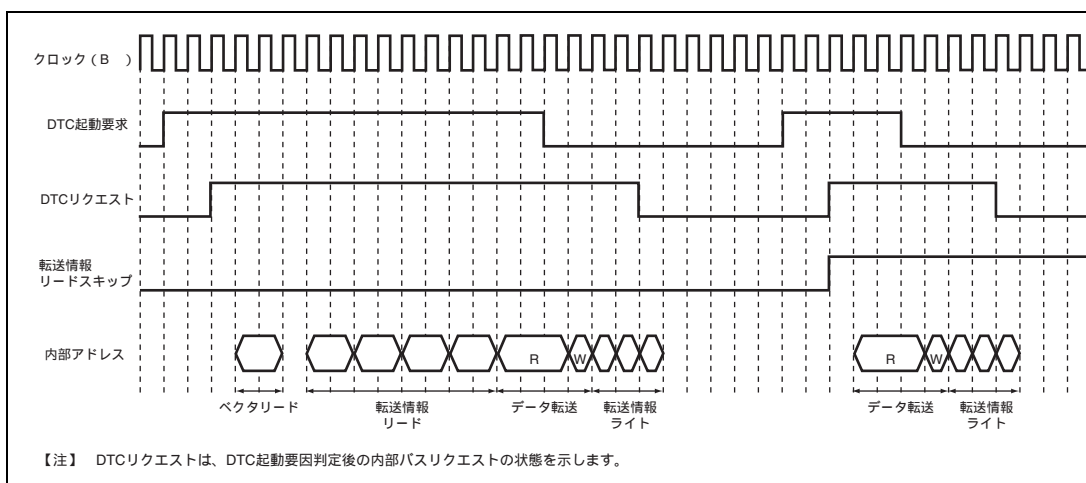 クロック ( B    )
DTC起動要求
DTCリクエスト
転送情報
リードスキップ
内部アドレス
R
W
R
W
ベクタリード
転送情報
リード
データ転送
転送情報
ライト
データ転送
転送情報
ライト
【注】 DTCリクエストは、DTC起動要因判定後の内部バスリクエストの状態を示します。